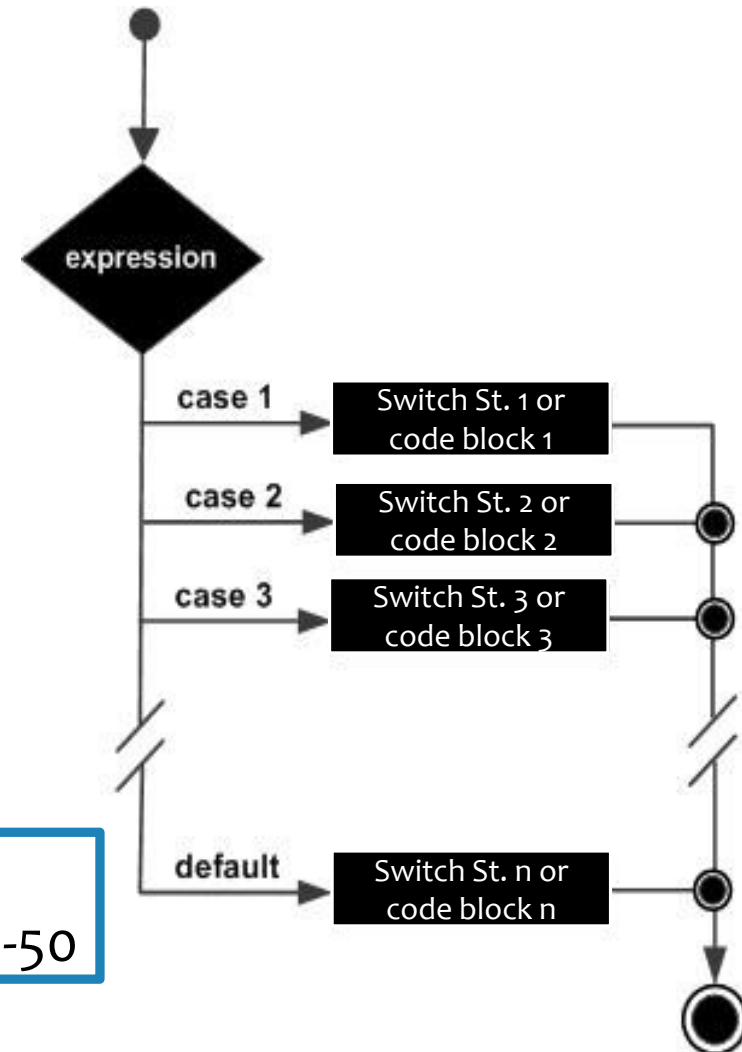 expression
case 1
Switch St. 1 or
code block 1
case 2
Switch St. 2 or
code block 2
case 3
Switch St. 3 or
code block 3
default
Switch St. n or
code block n
-50